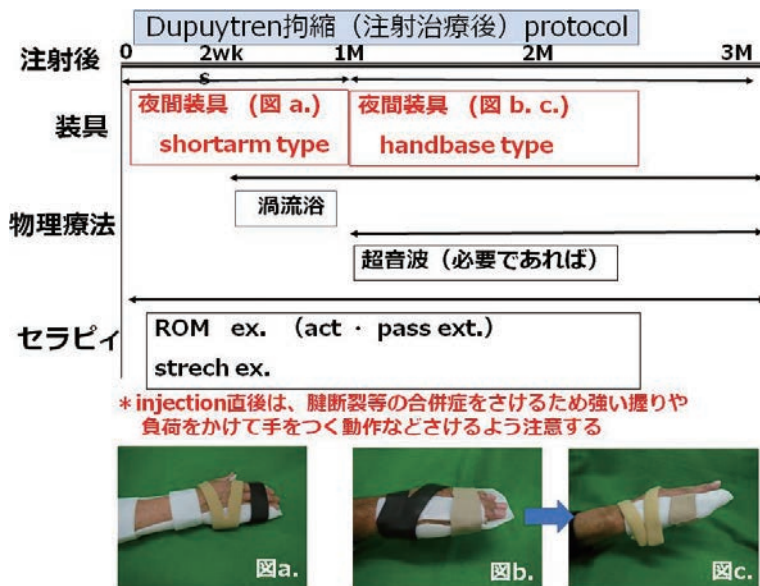 Dupuytren拘縮（注射治療後）protocol
注射後 0 2wks 1M 2M 3M
装具
夜間装具 (図 a.)
shortarm type
夜間装具 (図 b. c.)
handbase type
物理療法
渦流浴
超音波（必要であれば）
セラピィ
ROM ex. （act ・ pass ext.）
strech ex.
＊injection直後は、腱断裂等の合併症をさけるため強い握りや
負荷をかけて手をつく動作などさけるよう注意する
図a.
図b.
図c.